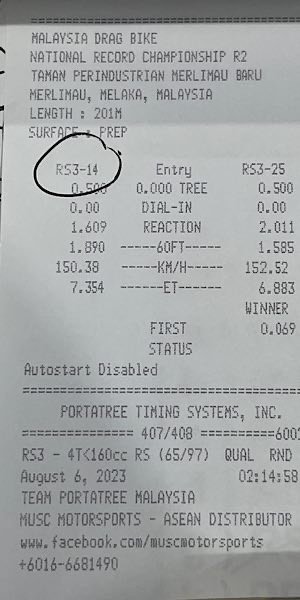 MALAYSIA DRAG BIKE
NATIONAL RECORD CHAMPIONSHIP R2
TAMAN PERINDUSTRIAN MERLIMAU BARU
MERLIMAU, MELAKA, MALAYSIA
LENGTH : 201M
SURFACE : PREP
RS3-14 Entry RS3-25
0.500 0.000 TREE 0.500
0.00 DIAL-IN 0.00
1.609 REACTION 2.011
1.890 -----60FT----- 1.585
150.38 -----KM/H----- 152.52
7.354 ------ET------ 6.883
WINNER
FIRST 0.069
STATUS
Autostart Disabled
PORTATREE TIMING SYSTEMS, INC.
=============== 407/408 ==========6001
RS3 - 4T<160cc RS (65/97) QUAL RND
August 6, 2023 02:14:58
TEAM PORTATREE MALAYSIA
MUSC MOTORSPORTS - ASEAN DISTRIBUTOR
www.facebook.com/muscmotorsports
+6016-6681490